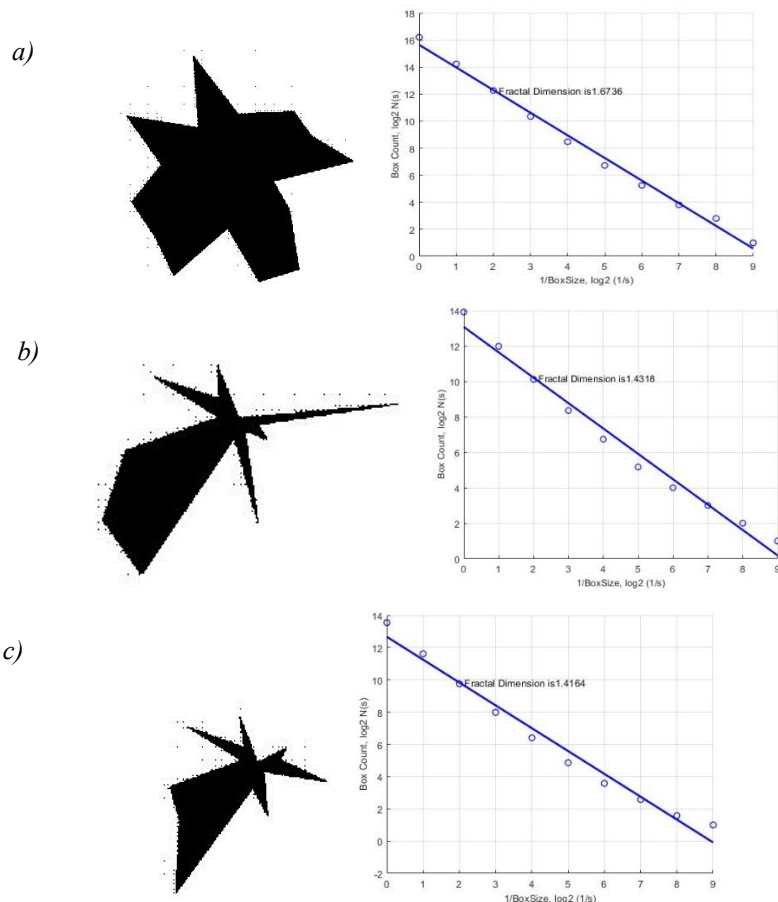 a)
18
16
14
12
10
8
6
4
2
0
Box Count, log2 N(s)
Fractal Dimension is1.6736
0 1 2 3 4 5 6 7 8 9
1/BoxSize, log2 (1/s)
b)
14
12
10
8
6
4
2
0
Box Count, log2 N(s)
Fractal Dimension is1.4318
0 1 2 3 4 5 6 7 8 9
1/BoxSize, log2 (1/s)
c)
14
12
10
8
6
4
2
0
-2
Box Count, log2 N(s)
Fractal Dimension is1.4164
0 1 2 3 4 5 6 7 8 9
1/BoxSize, log2 (1/s)